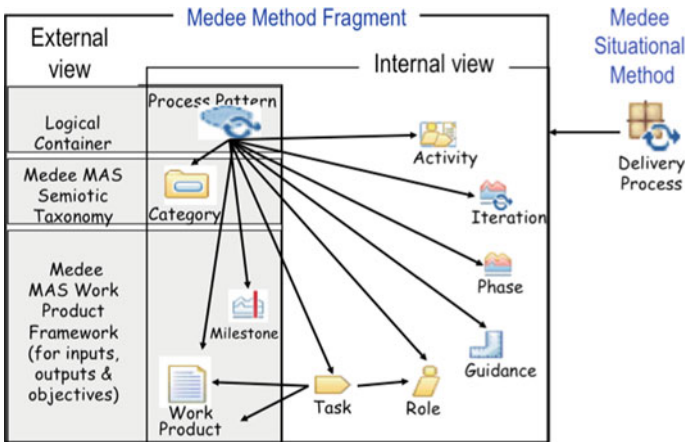 Medee Method Fragment
Medee
Situational
Method
External
view
Internal view
Process Pattern
Logical
Container
Activity
Delivery
Process
Medee MAS
Semiotic
Taxonomy
Category
Iteration
Phase
Medee
MAS Work
Product
Framework
(for inputs,
outputs &
objectives)
Milestone
Guidance
Work
Product
Task
Role